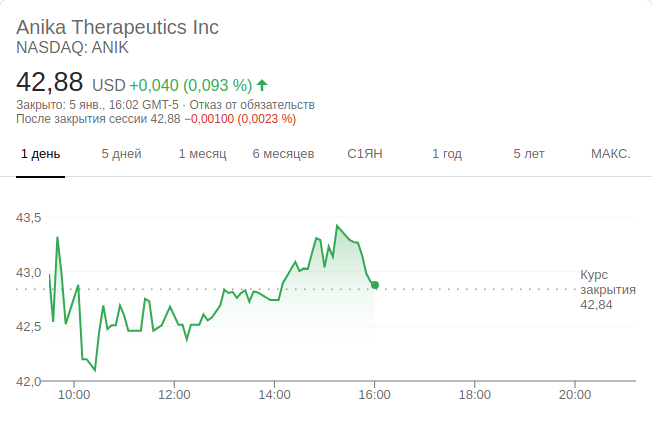 Anika Therapeutics Inc
NASDAQ: ANIK
42,88 USD +0,040 (0,093 %)
Закрыто: 5 янв., 16:02 GMT-5 · Отказ от обязательств
После закрытия сессии 42,88 −0,00100 (0,0023 %)
1 день 5 дней 1 месяц 6 месяцев С1ЯН 1 год 5 лет МАКС.
43,5
43,0
Курс
закрытия
42,84
42,5
42,0
10:00 12:00 14:00 16:00 18:00 20:00